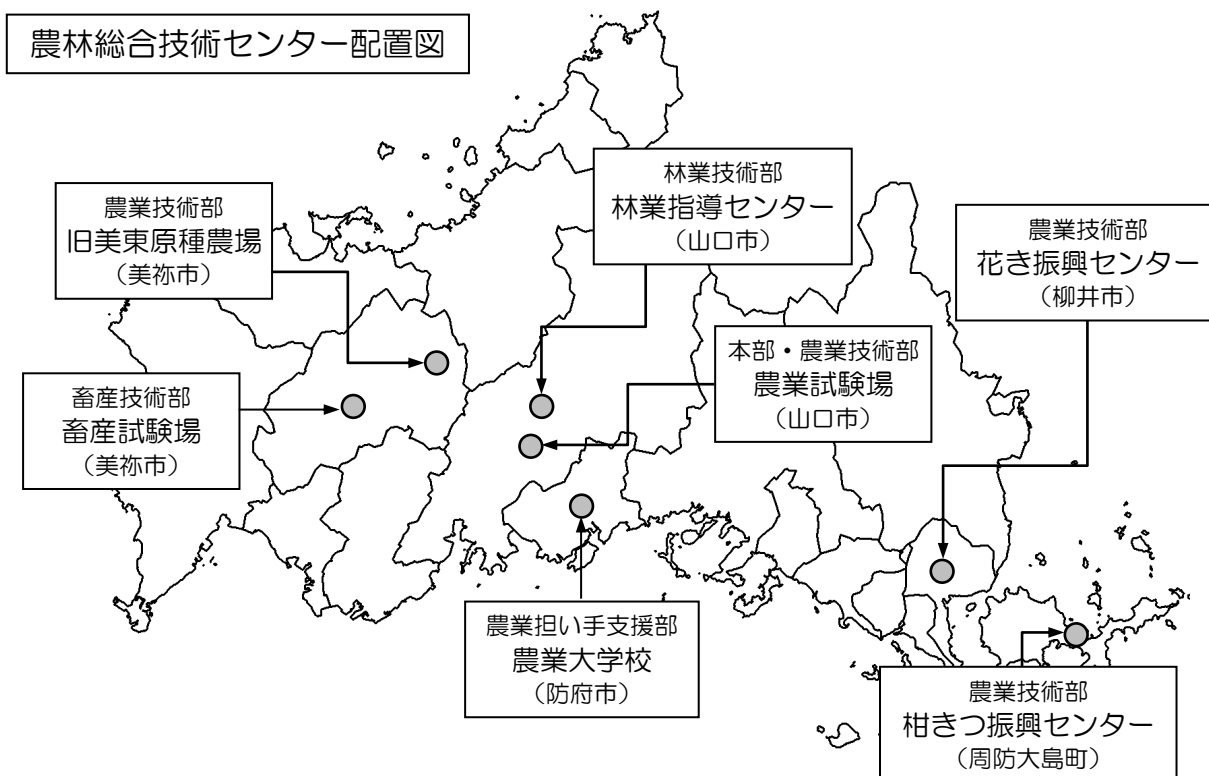 農林総合技術センター配置図
農業技術部
旧美東原種農場
（美祢市）
林業技術部
林業指導センター
（山口市）
農業技術部
花き振興センター
（柳井市）
本部・農業技術部
農業試験場
（山口市）
畜産技術部
畜産試験場
（美祢市）
農業担い手支援部
農業大学校
（防府市）
農業技術部
柑きつ振興センター
（周防大島町）